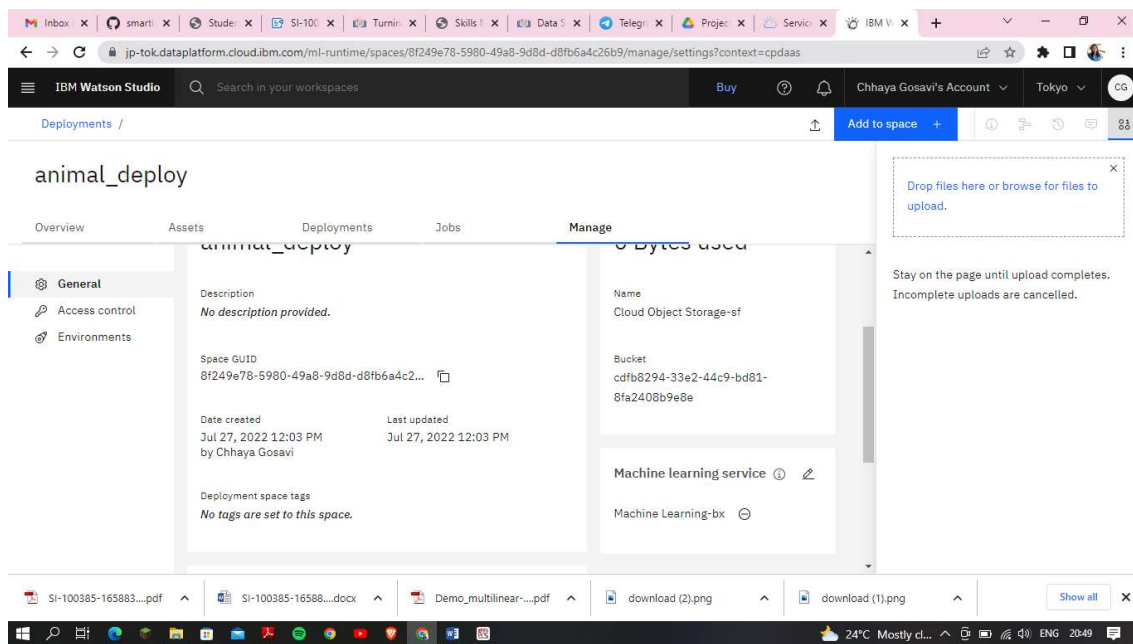 Inbox
smarti
Studen
SI-100
Turnin
Skills
Data S
Telegra
Project
Service
IBM W
jp-tok.dataplatform.cloud.ibm.com/ml-runtime/spaces/8f249e78-5980-49a8-9d8d-d8fb6a4c26b9/manage/settings?context=cpdaas
IBM Watson Studio
Search in your workspaces
Buy
Chhaya Gosavi's Account
Tokyo
CG
Deployments /
Add to space +
animal_deploy
Drop files here or browse for files to
upload.
Overview
Assets
Deployments
Jobs
Manage
Stay on the page until upload completes.
Incomplete uploads are cancelled.
General
Access control
Environments
animal_deploy
Description
No description provided.
Space GUID
8f249e78-5980-49a8-9d8d-d8fb6a4c2...
Date created
Jul 27, 2022 12:03 PM
by Chhaya Gosavi
Last updated
Jul 27, 2022 12:03 PM
Deployment space tags
No tags are set to this space.
Bytes used
Name
Cloud Object Storage-sf
Bucket
cdfb8294-33e2-44c9-bd81-
8fa2408b9e8e
Machine learning service
Machine Learning-bx
SI-100385-165883....pdf
SI-100385-16588....docx
Demo_multilinear-....pdf
download (2).png
download (1).png
Show all
24°C Mostly cl...
ENG
20:49